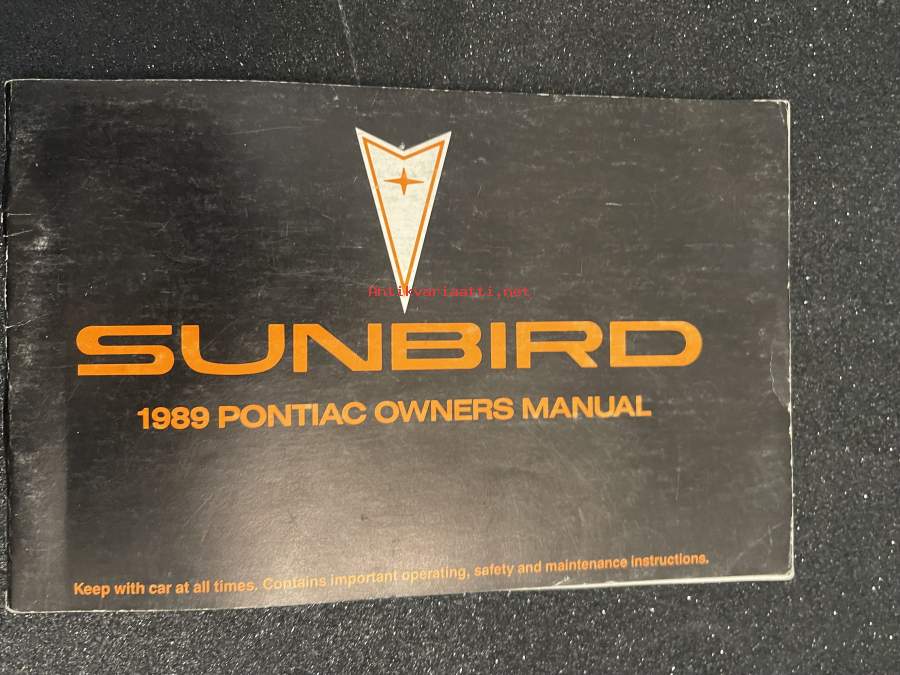 Antikvariaatti.net
SUNBIRD
1989 PONTIAC OWNERS MANUAL
Keep with car at all times. Contains important operating, safety and maintenance instructions.